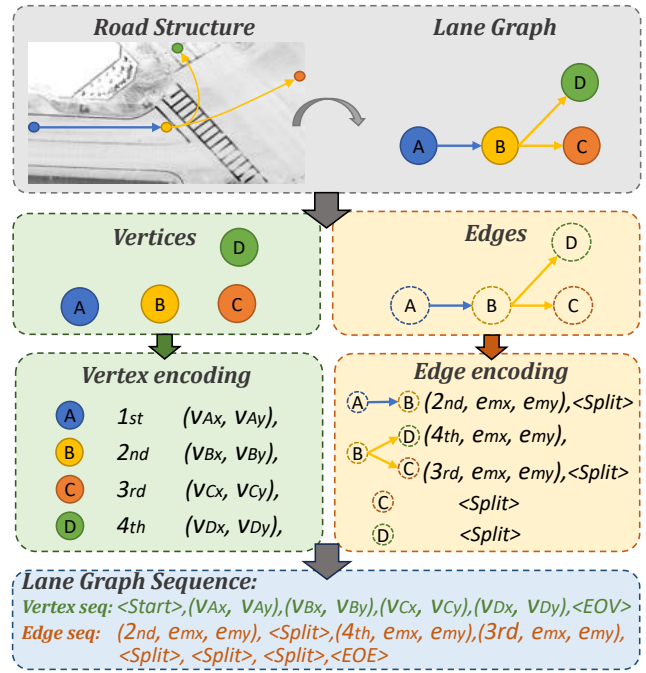 Road Structure
Lane Graph
A
B
C
D
Vertices
A
B
C
D
Edges
A
B
C
D
Vertex encoding
A 1st (vAx, vAy),
B 2nd (vBx, vBy),
C 3rd (vCx, vCy),
D 4th (vDx, vDy),
Edge encoding
A B (2nd, emx, emy),<Split>
B D (4th, emx, emy),
C (3rd, emx, emy),<Split>
C <Split>
D <Split>
Lane Graph Sequence:
Vertex seq: <Start>,(vAx, vAy),(vBx, vBy),(vCx, vCy),(vDx, vDy),<EOV>
Edge seq: (2nd, emx, emy), <Split>,(4th, emx, emy),(3rd, emx, emy),
<Split>, <Split>, <Split>,<EOE>